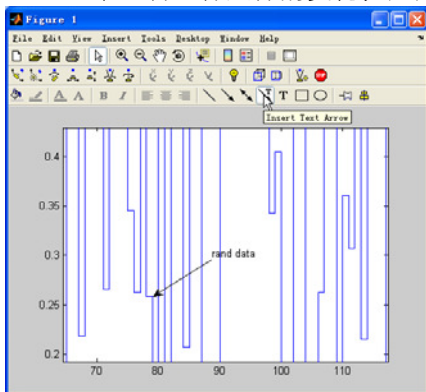 Figure 1
File Edit View Insert Tools Desktop Window Help
A A B I
T
Insert Text Arrow
0.4
0.35
0.3
0.25
0.2
rand data
70 80 90 100 110